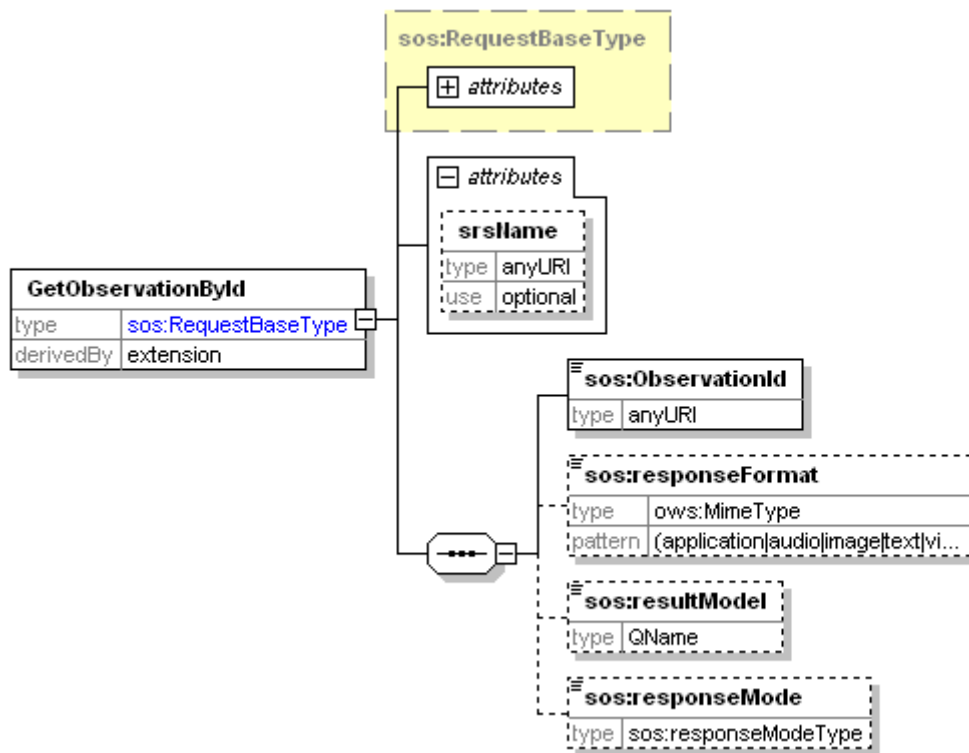 sos:RequestBaseType
attributes
attributes
srsName
type anyURI
use optional
GetObservationById
type sos:RequestBaseType
derivedBy extension
sos:ObservationId
type anyURI
sos:responseFormat
type ows:MimeType
pattern (application|audio|image|text|vi...
sos:resultModel
type QName
sos:responseMode
type sos:responseModeType